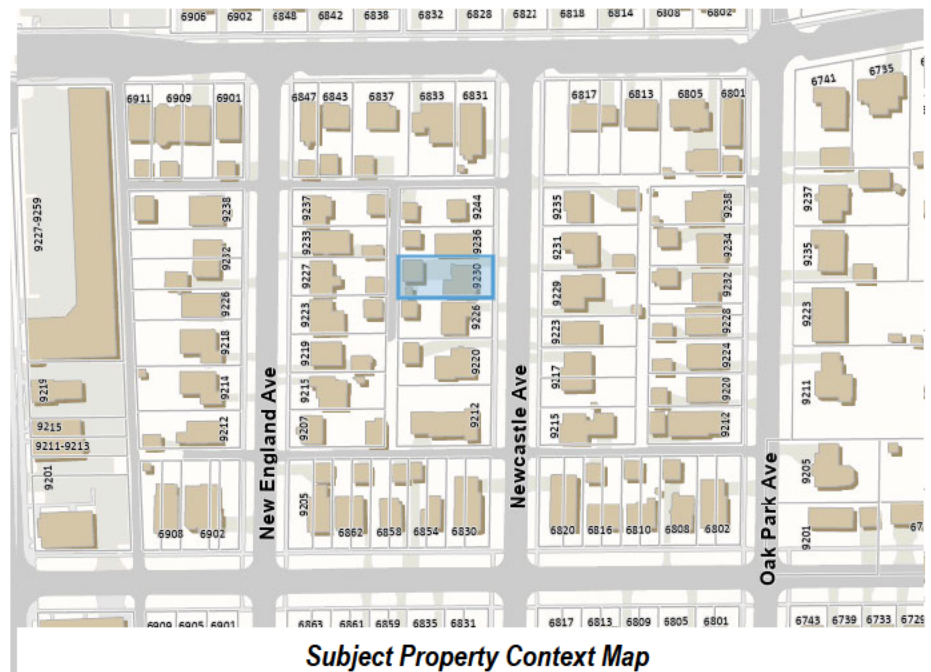 6906 6902 6848 6842 6838 6832 6828 6822 6818 6814 6808 6802
6741 6735
6911 6909 6901 6847 6843 6837 6833 6831 6817 6813 6805 6801
9227-9259
9238 9237 9244 9235 9238 9237
9232 9233 9236 9231 9234 9235
9227 9230 9229 9232
9226 9223 9226 9223 9228 9223
9218 9219 9220 9217 9224
9219 9214 9215 9220 9211
9215 9212 9207 9212 9215 9212
9211-9213
9201 9205 9205
New England Ave
Newcastle Ave
Oak Park Ave
6908 6902 6862 6858 6854 6830 6820 6816 6810 6808 6802 9201
6909 6905 6901 6863 6861 6859 6835 6831 6817 6813 6809 6805 6801 6743 6739 6733 6729
Subject Property Context Map